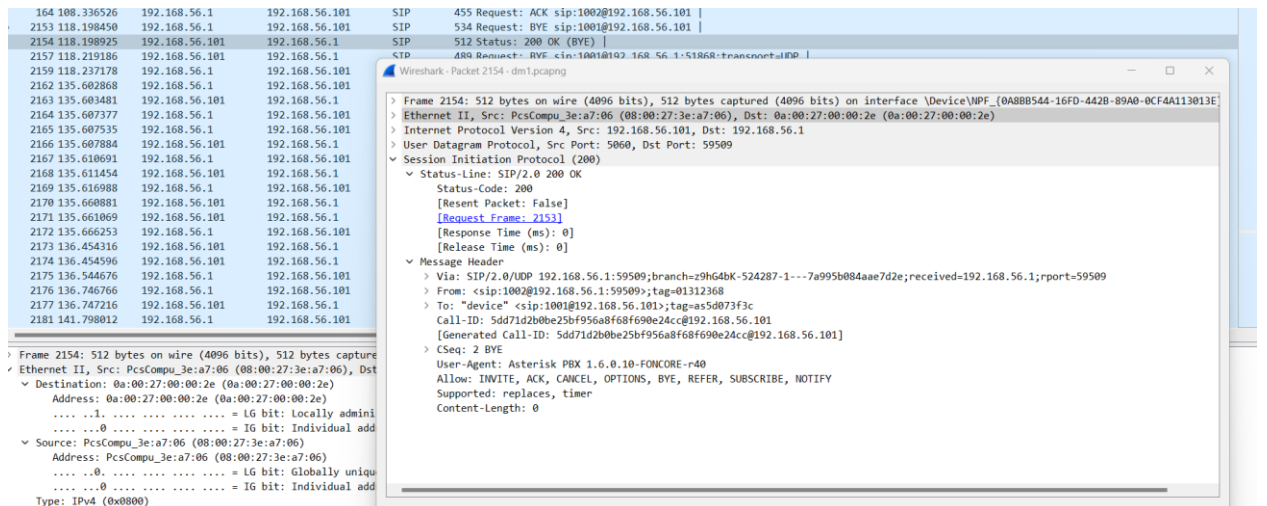 164 108.336526 192.168.56.1 192.168.56.101 SIP 455 Request: ACK sip:1002@192.168.56.101 |
2153 118.198450 192.168.56.1 192.168.56.101 SIP 534 Request: BYE sip:1001@192.168.56.101 |
2154 118.198925 192.168.56.101 192.168.56.1 SIP 512 Status: 200 OK (BYE) |
2157 118.219186 192.168.56.101 192.168.56.1 SIP 489 Request: BYE sip:1001@192.168.56.1:51868;transport=UDP |
2159 118.237178 192.168.56.1 192.168.56.101
2162 135.602868 192.168.56.1 192.168.56.101
2163 135.603481 192.168.56.101 192.168.56.1
2164 135.607377 192.168.56.1 192.168.56.101
2165 135.607535 192.168.56.1 192.168.56.101
2166 135.607884 192.168.56.101 192.168.56.1
2167 135.610691 192.168.56.1 192.168.56.101
2168 135.611454 192.168.56.101 192.168.56.1
2169 135.616988 192.168.56.1 192.168.56.101
2170 135.660881 192.168.56.101 192.168.56.1
2171 135.661069 192.168.56.101 192.168.56.1
2172 135.666253 192.168.56.1 192.168.56.101
2173 136.454316 192.168.56.101 192.168.56.1
2174 136.454596 192.168.56.101 192.168.56.1
2175 136.544676 192.168.56.1 192.168.56.101
2176 136.746766 192.168.56.1 192.168.56.101
2177 136.747216 192.168.56.101 192.168.56.1
2181 141.798012 192.168.56.1 192.168.56.101
Frame 2154: 512 bytes on wire (4096 bits), 512 bytes capture
Ethernet II, Src: PcsCompu_3e:a7:06 (08:00:27:3e:a7:06), Dst
Destination: 0a:00:27:00:00:2e (0a:00:27:00:00:2e)
Address: 0a:00:27:00:00:2e (0a:00:27:00:00:2e)
.... ..1. .... .... .... .... = LG bit: Locally admini
.... ...0 .... .... .... .... = IG bit: Individual add
Source: PcsCompu_3e:a7:06 (08:00:27:3e:a7:06)
Address: PcsCompu_3e:a7:06 (08:00:27:3e:a7:06)
.... ..0. .... .... .... .... = LG bit: Globally uniqu
.... ...0 .... .... .... .... = IG bit: Individual add
Type: IPv4 (0x0800)
Wireshark - Packet 2154 - dm1.pcapng
Frame 2154: 512 bytes on wire (4096 bits), 512 bytes captured (4096 bits) on interface \Device\NPF_{0A8BB544-16FD-442B-89A0-0CF4A113013E}
Ethernet II, Src: PcsCompu_3e:a7:06 (08:00:27:3e:a7:06), Dst: 0a:00:27:00:00:2e (0a:00:27:00:00:2e)
Internet Protocol Version 4, Src: 192.168.56.101, Dst: 192.168.56.1
User Datagram Protocol, Src Port: 5060, Dst Port: 59509
Session Initiation Protocol (200)
Status-Line: SIP/2.0 200 OK
Status-Code: 200
[Resent Packet: False]
[Request Frame: 2153]
[Response Time (ms): 0]
[Release Time (ms): 0]
Message Header
Via: SIP/2.0/UDP 192.168.56.1:59509;branch=z9hG4bK-524287-1---7a995b084aae7d2e;received=192.168.56.1;rport=59509
From: <sip:1002@192.168.56.1:59509>;tag=01312368
To: "device" <sip:1001@192.168.56.101>;tag=as5d073f3c
Call-ID: 5dd71d2b0be25bf956a8f68f690e24cc@192.168.56.101
[Generated Call-ID: 5dd71d2b0be25bf956a8f68f690e24cc@192.168.56.101]
CSeq: 2 BYE
User-Agent: Asterisk PBX 1.6.0.10-FONCORE-r40
Allow: INVITE, ACK, CANCEL, OPTIONS, BYE, REFER, SUBSCRIBE, NOTIFY
Supported: replaces, timer
Content-Length: 0